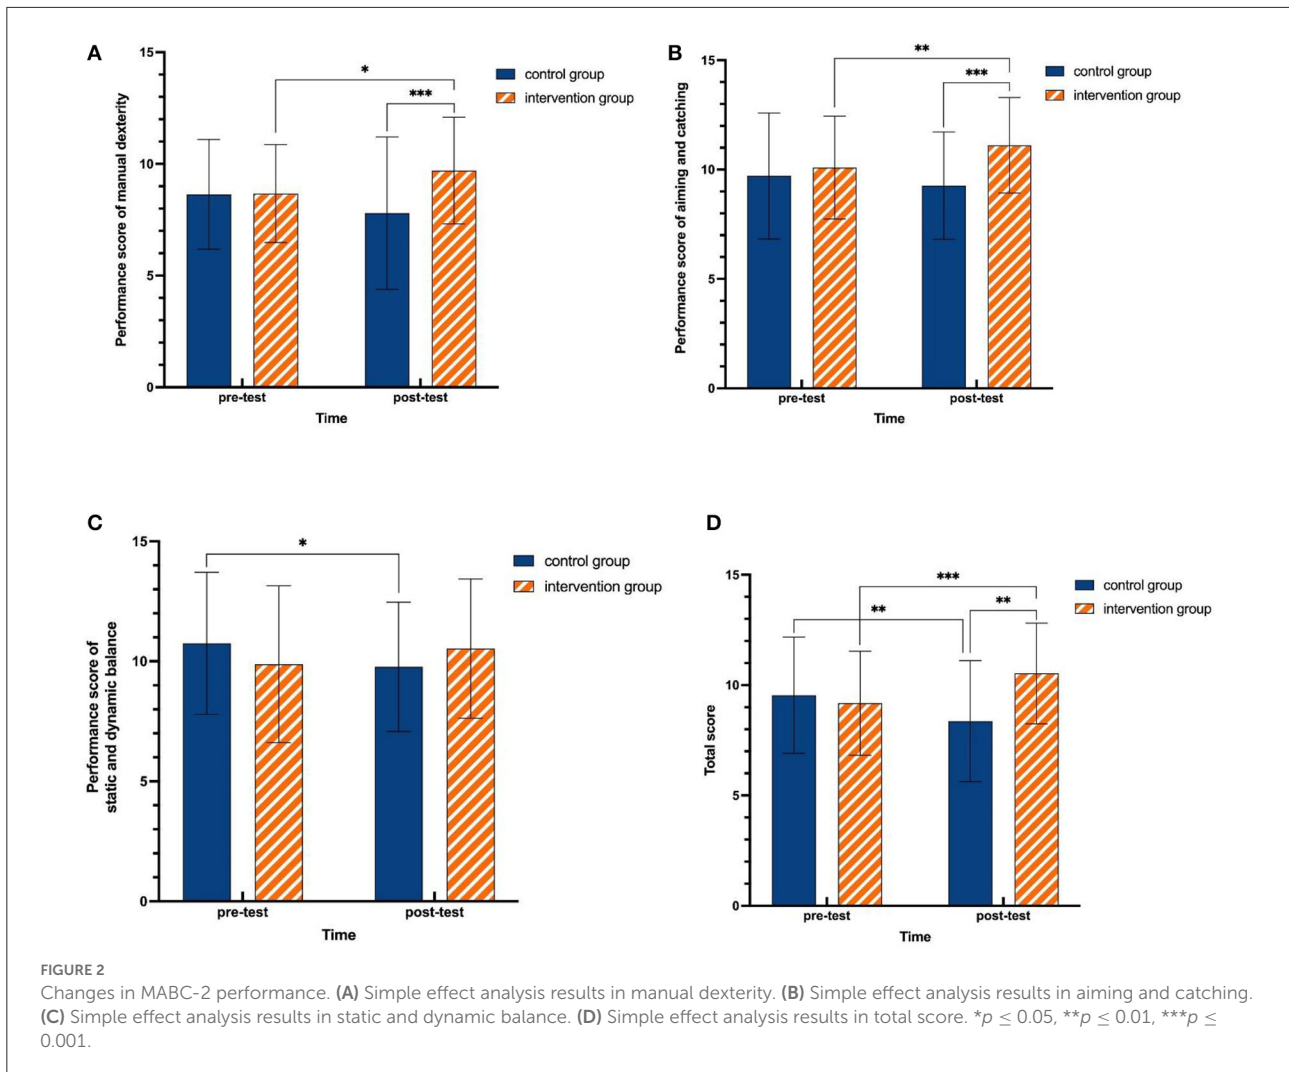 A
15
10
5
0
Performance score of manual dexterity
*
***
control group
intervention group
pre-test
post-test
Time
B
15
10
5
0
Performance score of aiming and catching
**
***
control group
intervention group
pre-test
post-test
Time
C
15
10
5
0
Performance score of
static and dynamic balance
*
control group
intervention group
pre-test
post-test
Time
D
15
10
5
0
Total score
***
**
**
control group
intervention group
pre-test
post-test
Time
FIGURE 2
Changes in MABC-2 performance. (A) Simple effect analysis results in manual dexterity. (B) Simple effect analysis results in aiming and catching.
(C) Simple effect analysis results in static and dynamic balance. (D) Simple effect analysis results in total score. *p ≤ 0.05, **p ≤ 0.01, ***p ≤
0.001.